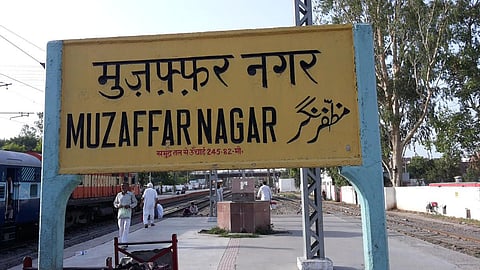 मुज़फ़्फ़र नगर
MUZAFFAR NAGAR مظفر نگر
समुद्र तल से ऊँचाई 245.82 मी.